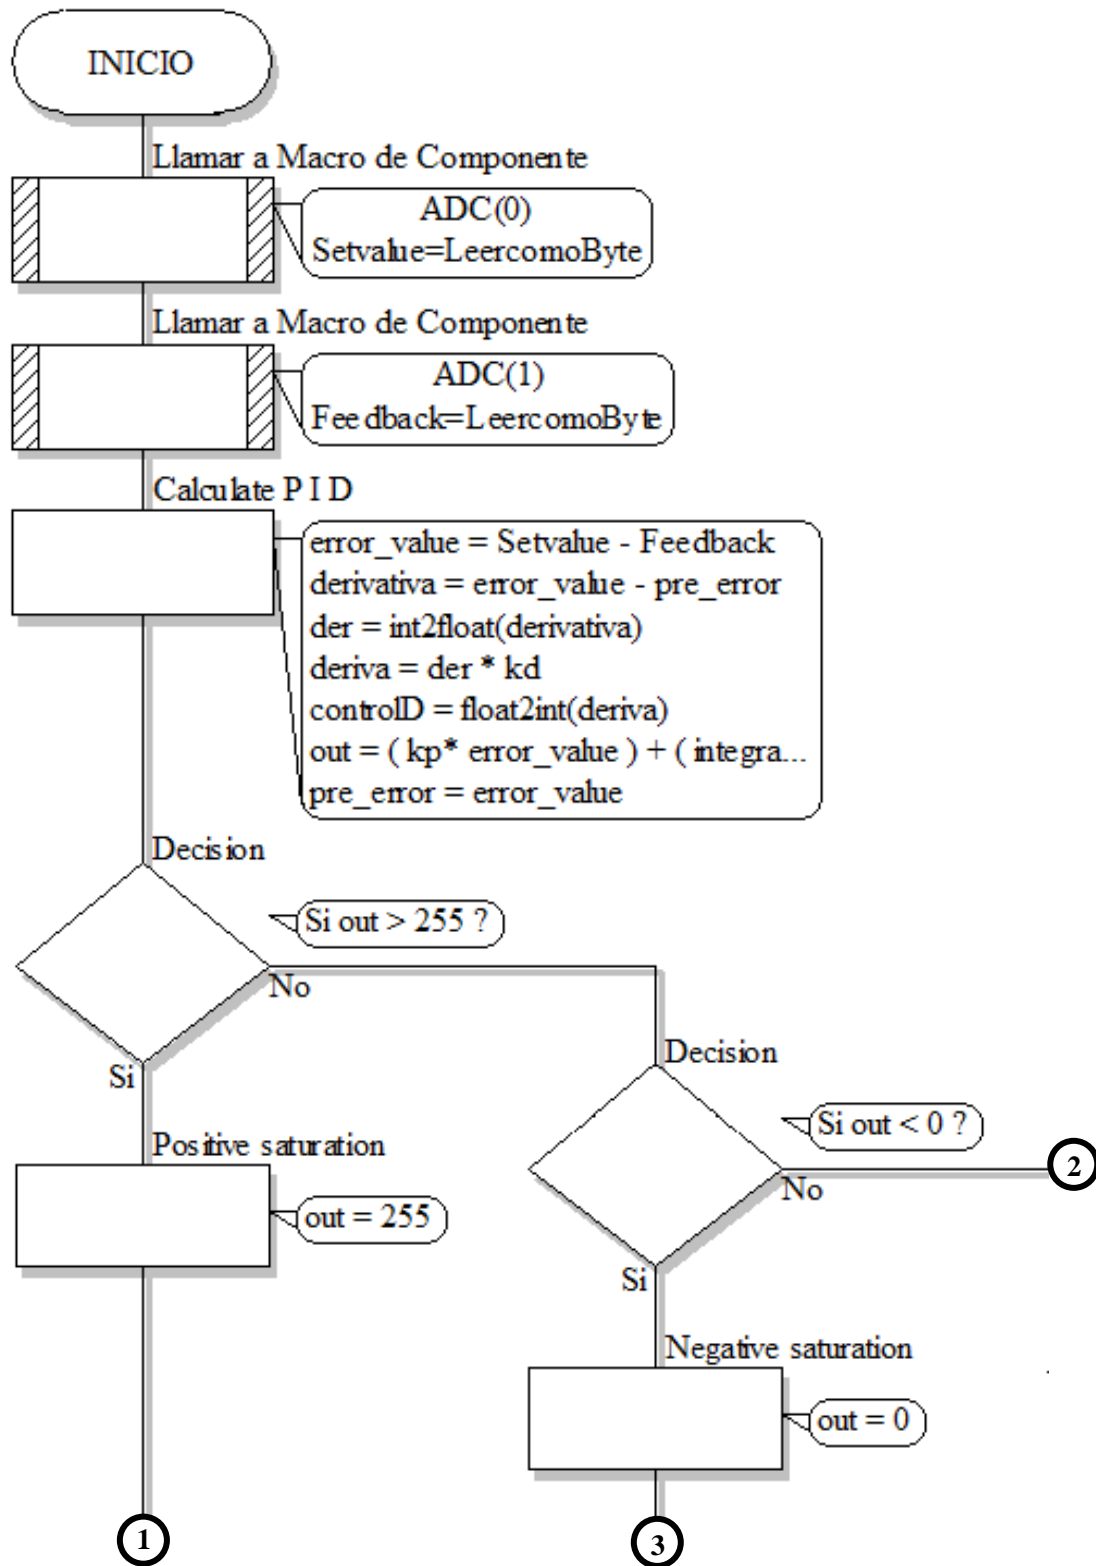 INICIO
Llamar a Macro de Componente
ADC(0)
Setvalue=LeercomoByte
Llamar a Macro de Componente
ADC(1)
Feedback=LeercomoByte
Calculate P I D
error_value = Setvalue - Feedback
derivativa = error_value - pre_error
der = int2float(derivativa)
deriva = der * kd
controlD = float2int(deriva)
out = ( kp* error_value ) + ( integra...
pre_error = error_value
Decision
Si out > 255 ?
No
Si
Decision
Si out < 0 ?
No
2
Si
Positive saturation
out = 255
Negative saturation
out = 0
1
3